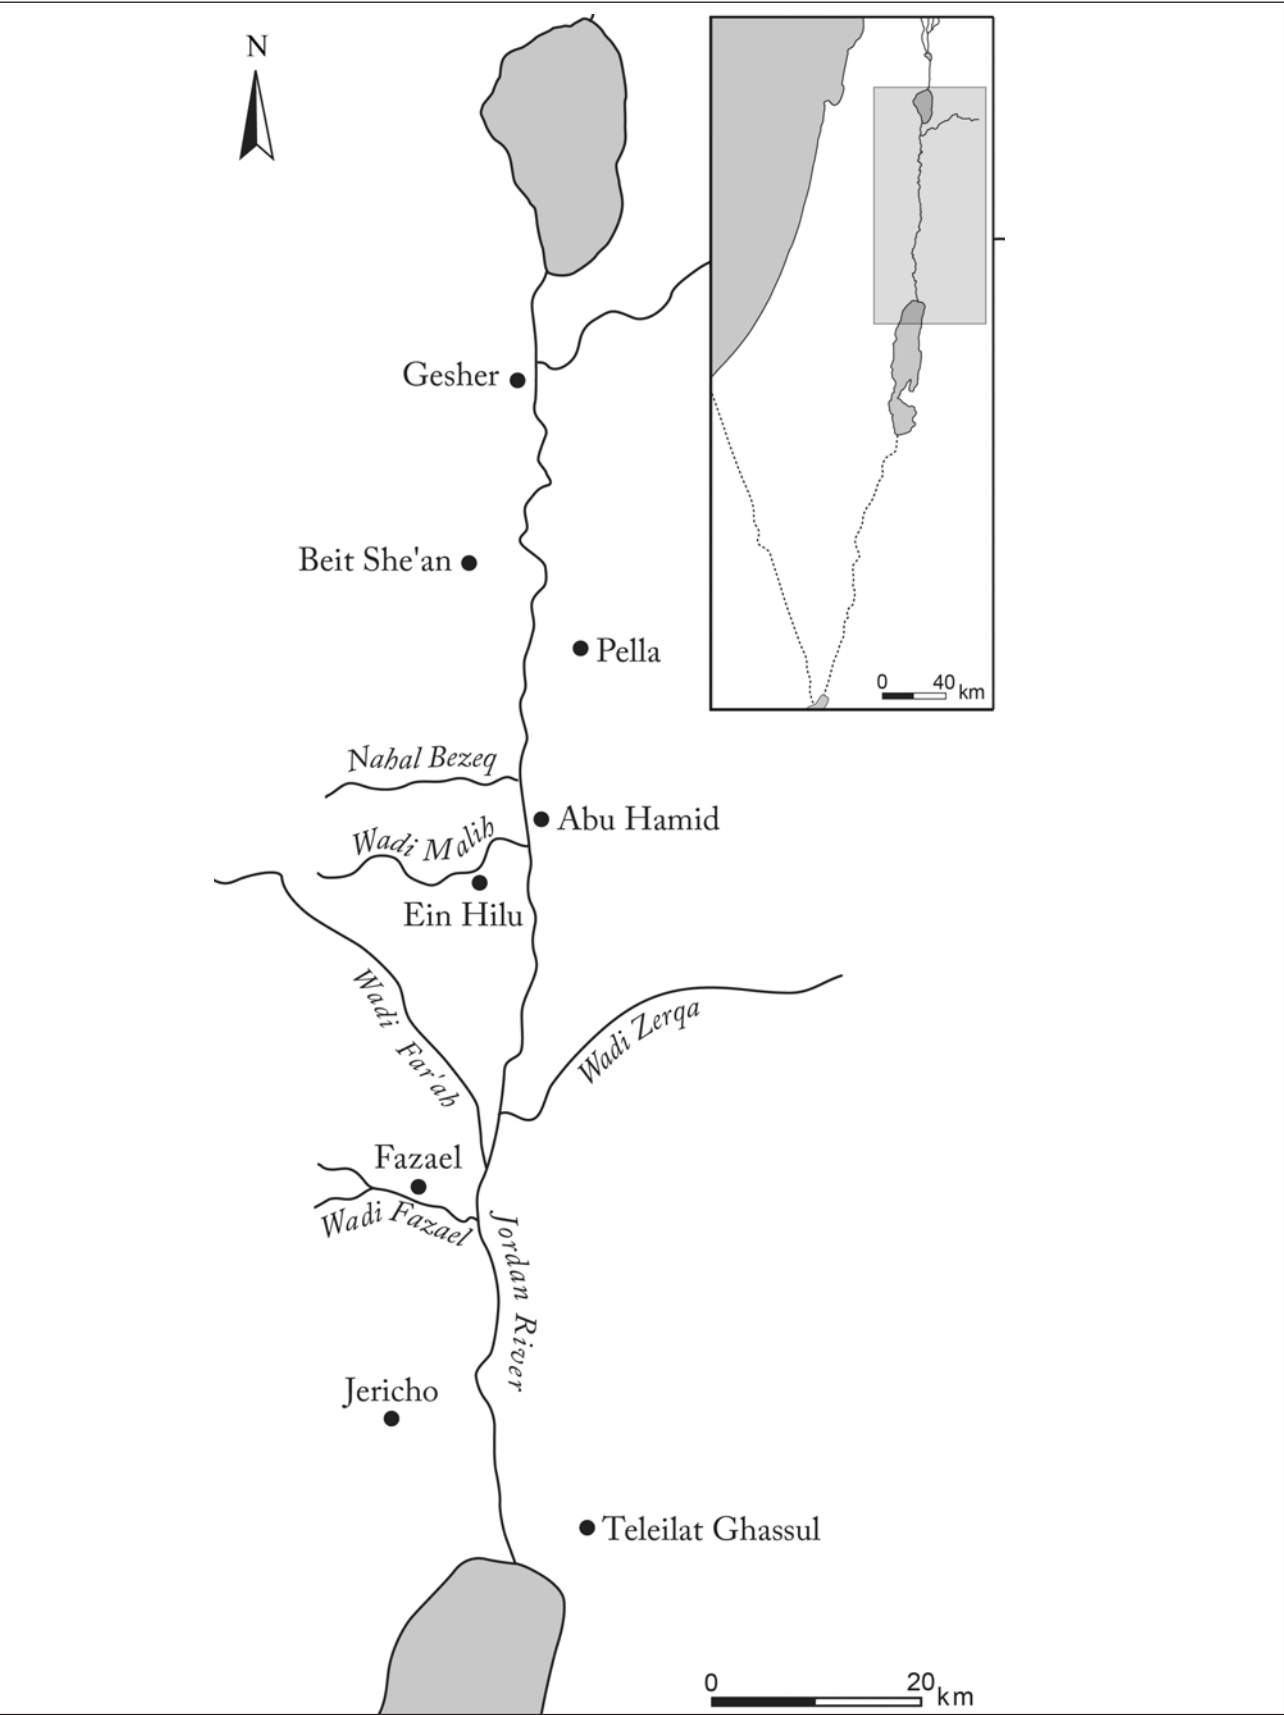 N
Gesher
Beit She'an
Pella
0 40 km
Nahal Bezeq
Abu Hamid
Wadi Malih
Ein Hilu
Wadi Far'ah
Wadi Zerqa
Fazael
Wadi Fazael
Jordan River
Jericho
Teleilat Ghassul
0 20 km